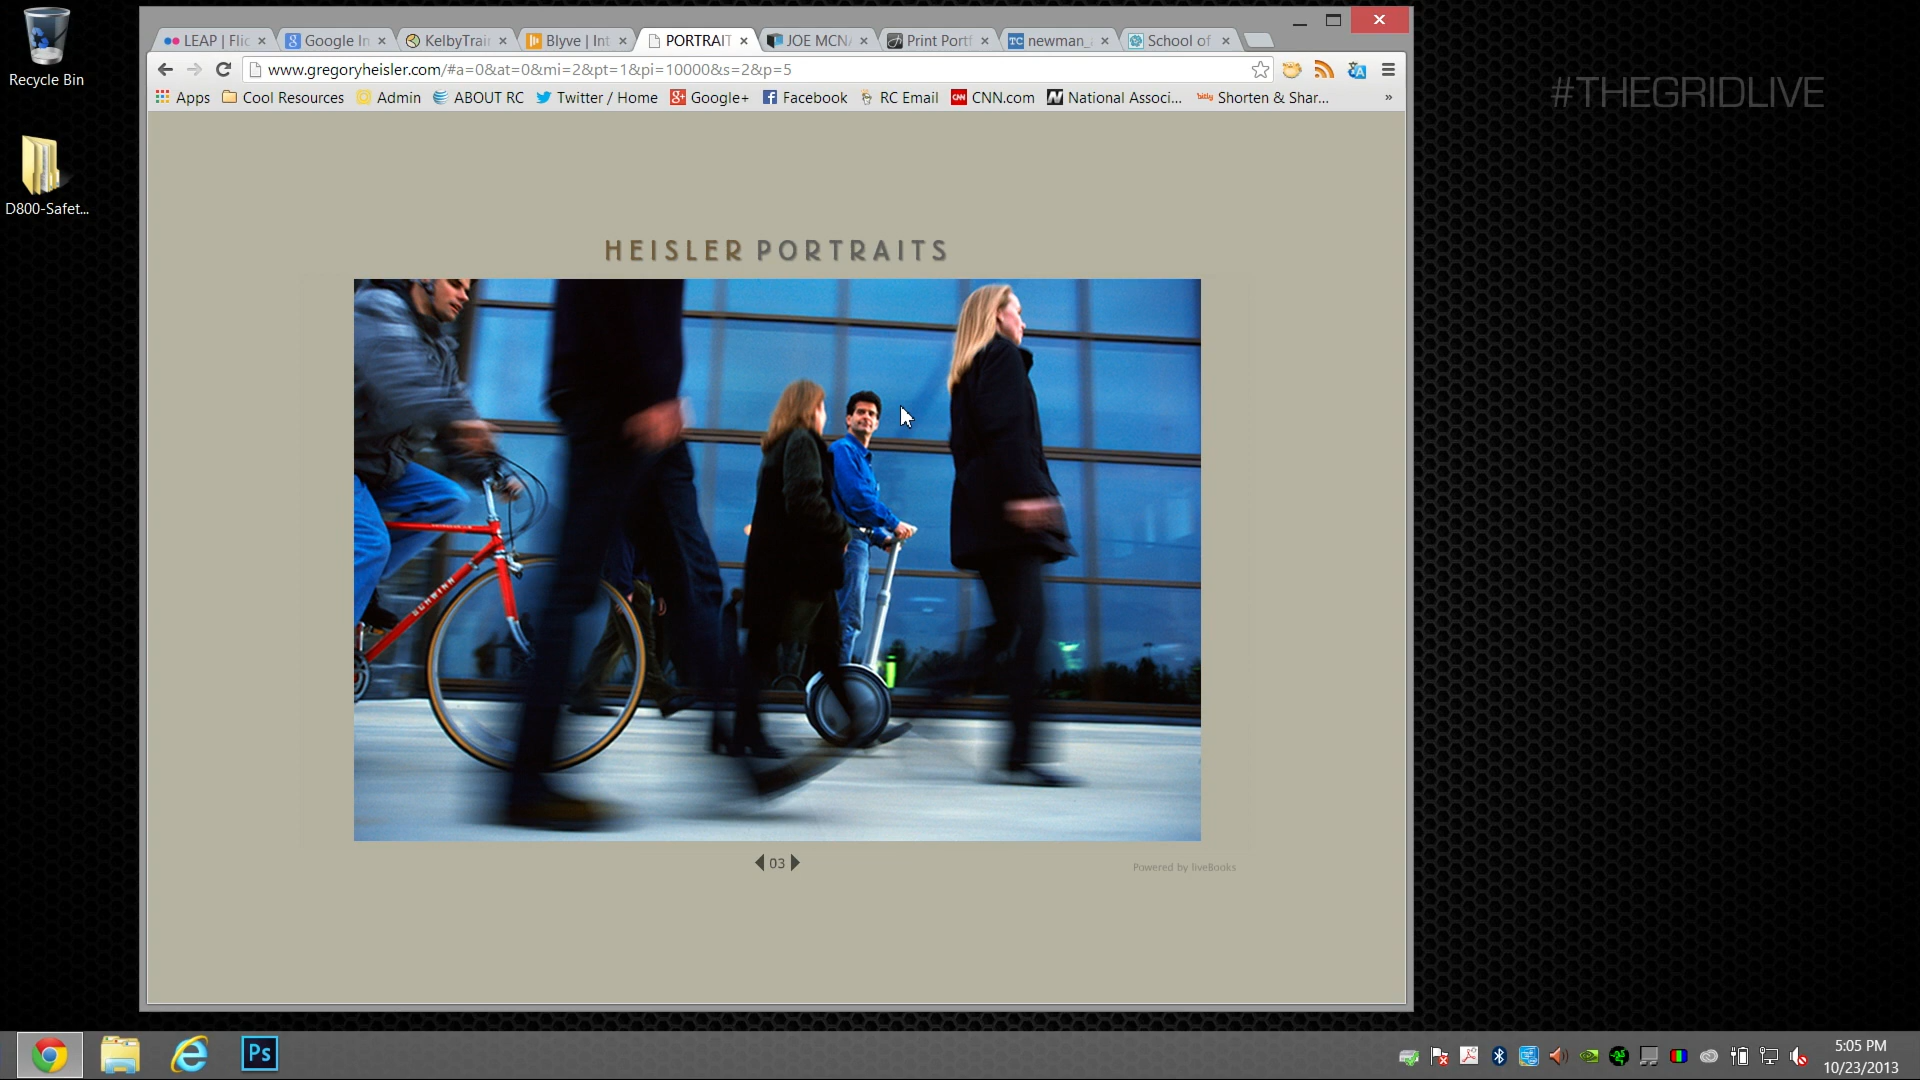 Recycle Bin
D800-Safet...
LEAP | Flic
Google In
KelbyTrai
Blyve | Int
PORTRAIT
JOE MCN
Print Portf
newman_
School of
www.gregoryheisler.com/#a=0&at=0&mi=2&pt=1&pi=10000&s=2&p=5
Apps
Cool Resources
Admin
ABOUT RC
Twitter / Home
Google+
Facebook
RC Email
CNN.com
National Associ...
Shorten & Shar...
»
#THEGRIDLIVE
HEISLER PORTRAITS
SCHWINN
03
Powered by liveBooks
Ps
5:05 PM
10/23/2013